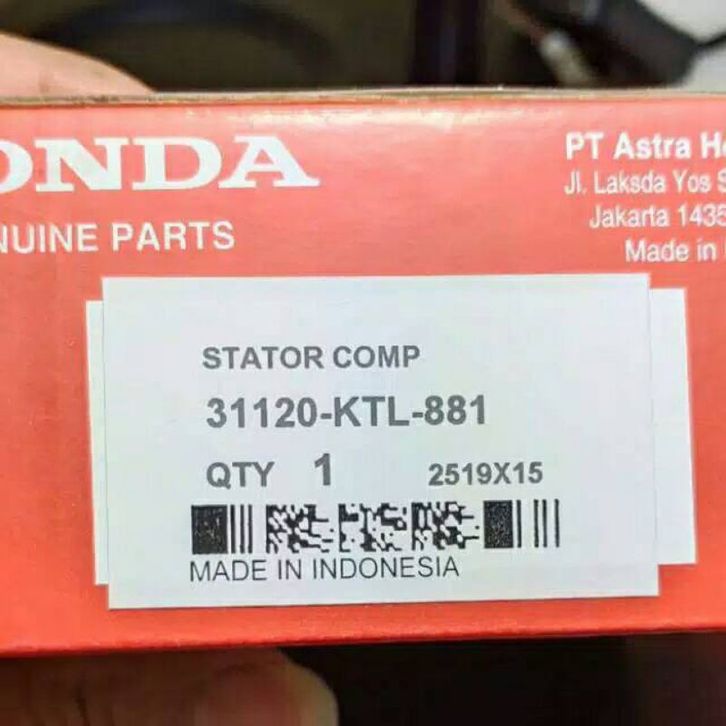 ONDA
NUINE PARTS
PT Astra H
Jl. Laksda Yos S
Jakarta 1435
Made in
STATOR COMP
31120-KTL-881
QTY 1 2519X15
MADE IN INDONESIA